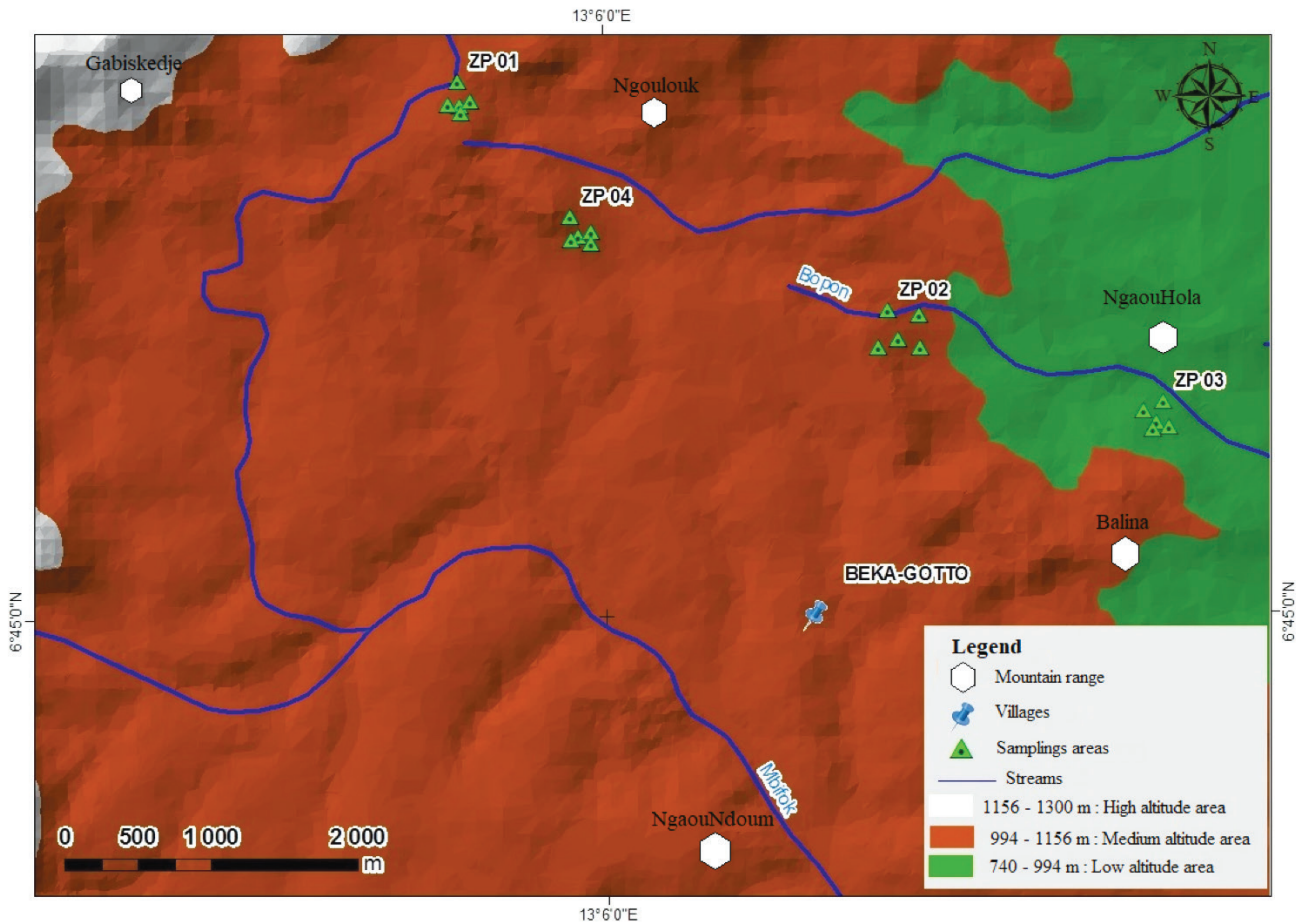 13°6'0"E
Gabiskedje
ZP 01
Ngoulouk
N
W
E
S
ZP 04
Bopon
ZP 02
NgaouHola
ZP 03
Balina
BEKA-GOTTO
6°45'0"N
6°45'0"N
Legend
Mountain range
Villages
Samplings areas
Streams
1156 - 1300 m : High altitude area
994 - 1156 m : Medium altitude area
740 - 994 m : Low altitude area
Mbifok
NgaouNdoum
0 500 1 000 2 000
m
13°6'0"E